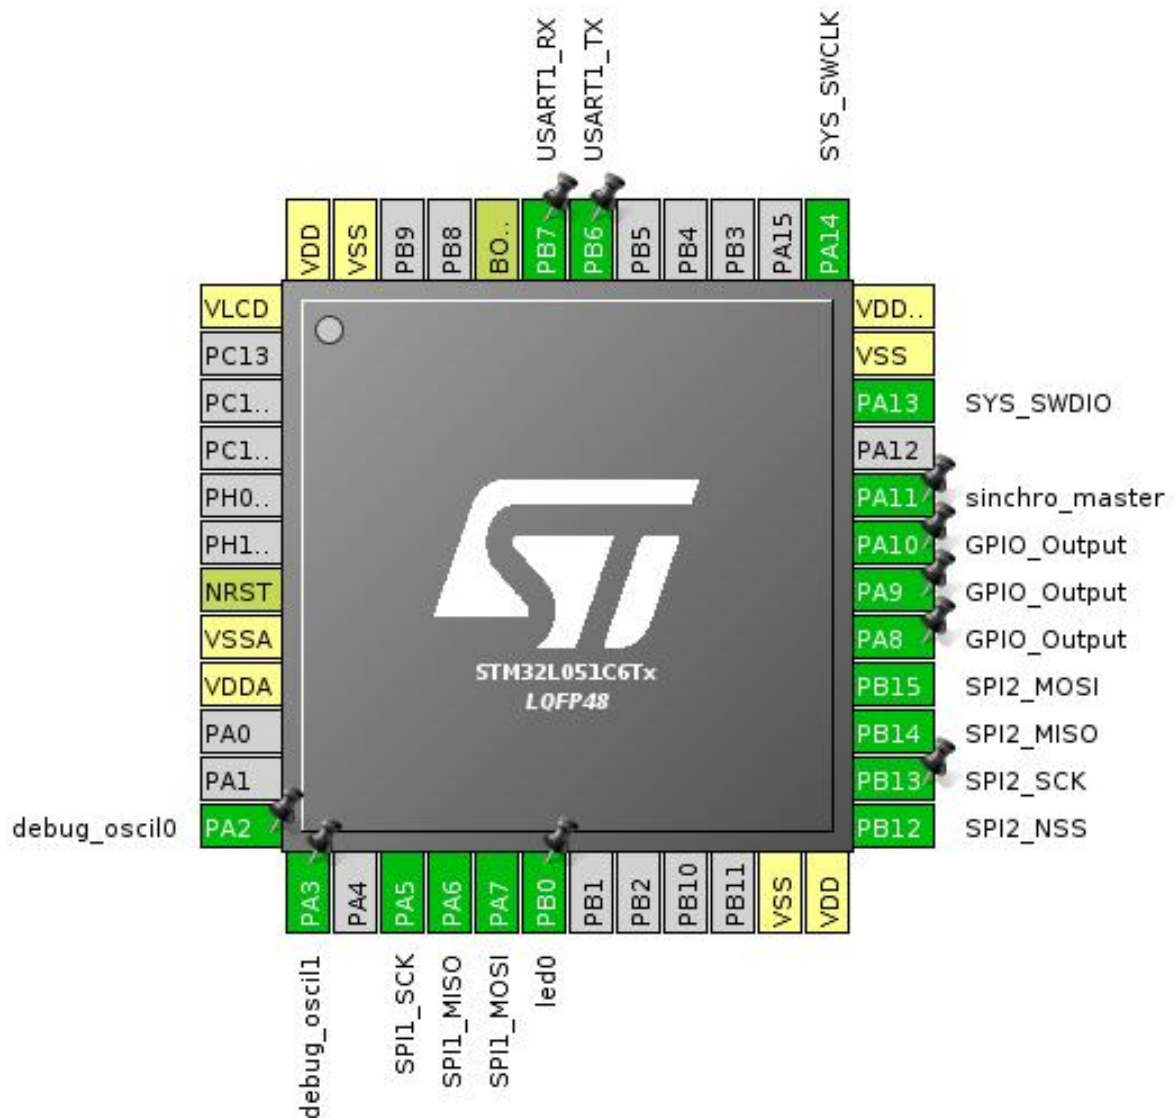 USART1_RX
USART1_TX
SYS_SWCLK
VDD
VSS
PB9
PB8
BO..
PB7
PB6
PB5
PB4
PB3
PA15
PA14
VLCD
PC13
PC1..
PC1..
PH0..
PH1..
NRST
VSSA
VDDA
PA0
PA1
debug_oscil0 PA2
VDD..
VSS
PA13 SYS_SWDIO
PA12
PA11 sinchro_master
PA10 GPIO_Output
PA9 GPIO_Output
PA8 GPIO_Output
PB15 SPI2_MOSI
PB14 SPI2_MISO
PB13 SPI2_SCK
PB12 SPI2_NSS
ST
STM32L051C6Tx
LQFP48
PA3
PA4
PA5
PA6
PA7
PB0
PB1
PB2
PB10
PB11
VSS
VDD
debug_oscil1
SPI1_SCK
SPI1_MISO
SPI1_MOSI
led0